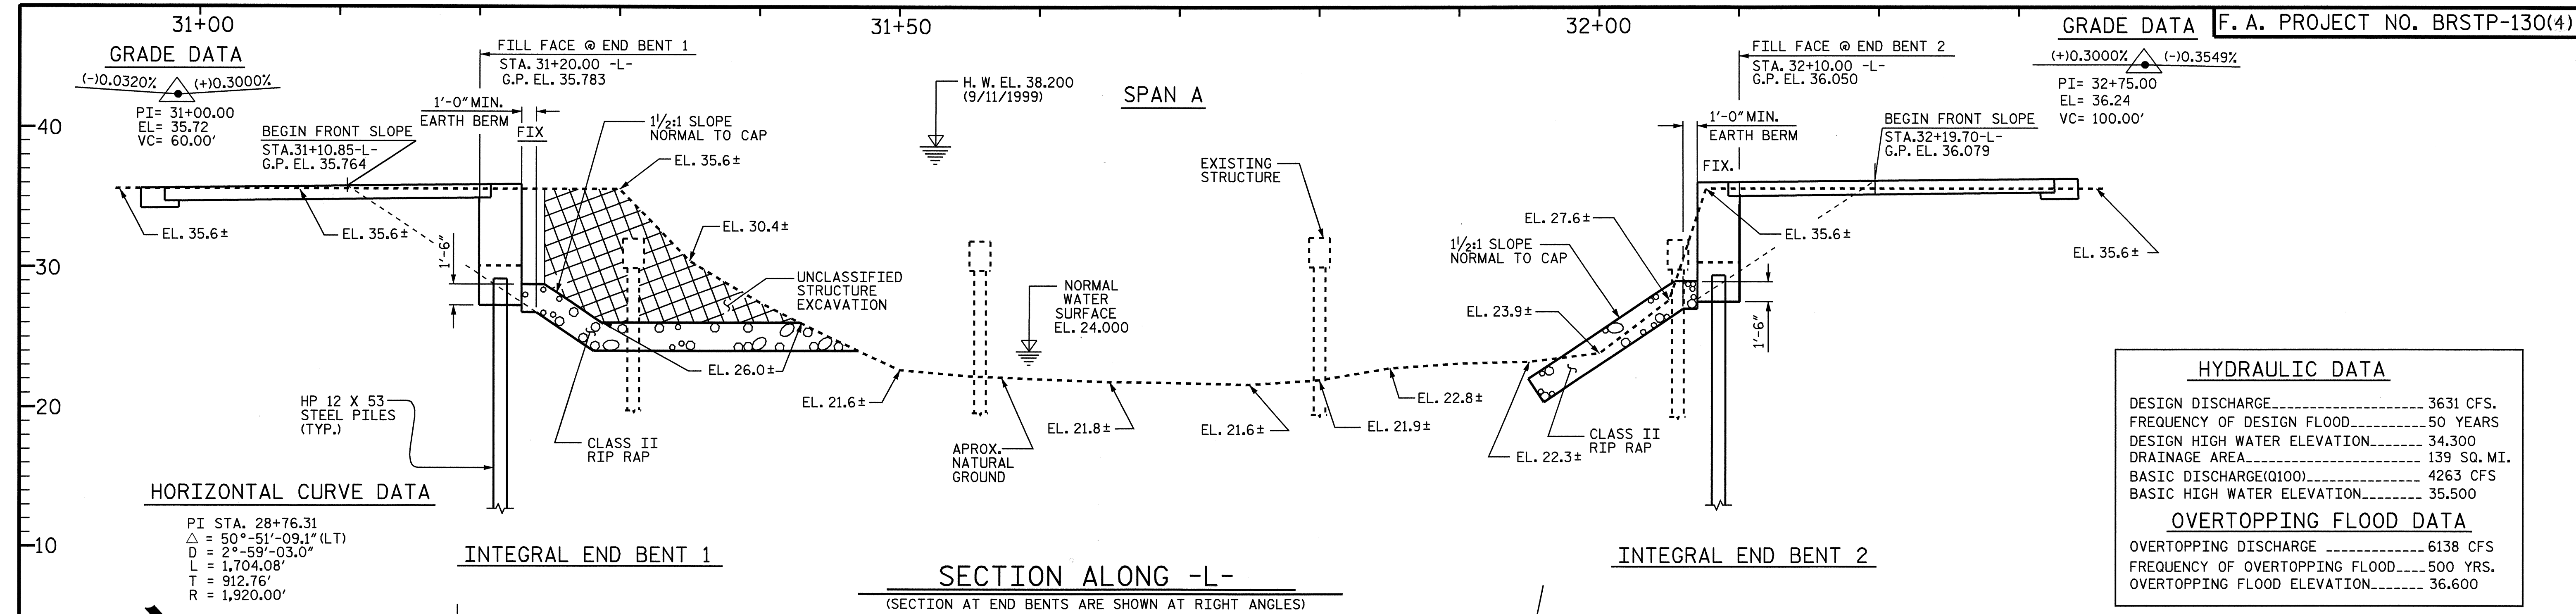 31+00
31+50
32+00
F. A. PROJECT NO. BRSTP-130(4)
GRADE DATA
(-)0.0320% (+)0.3000%
PI= 31+00.00
EL= 35.72
VC= 60.00'
FILL FACE @ END BENT 1
STA. 31+20.00 -L-
G.P. EL. 35.783
1'-0" MIN.
EARTH BERM
FIX
BEGIN FRONT SLOPE
STA.31+10.85-L-
G.P. EL. 35.764
1½:1 SLOPE
NORMAL TO CAP
EL. 35.6±
H. W. EL. 38.200
(9/11/1999)
SPAN A
EXISTING
STRUCTURE
FILL FACE @ END BENT 2
STA. 32+10.00 -L-
G.P. EL. 36.050
1'-0" MIN.
EARTH BERM
FIX.
GRADE DATA
(+)0.3000% (-)0.3549%
PI= 32+75.00
EL= 36.24
VC= 100.00'
BEGIN FRONT SLOPE
STA.32+19.70-L-
G.P. EL. 36.079
40
30
20
10
EL. 35.6±
EL. 35.6±
1'-6"
EL. 30.4±
UNCLASSIFIED
STRUCTURE
EXCAVATION
NORMAL
WATER
SURFACE
EL. 24.000
EL. 27.6±
1½:1 SLOPE
NORMAL TO CAP
EL. 23.9±
EL. 35.6±
EL. 35.6±
1'-6"
HP 12 X 53
STEEL PILES
(TYP.)
CLASS II
RIP RAP
EL. 26.0±
EL. 21.6±
APROX.
NATURAL
GROUND
EL. 21.8±
EL. 21.6±
EL. 21.9±
EL. 22.8±
EL. 22.3±
CLASS II
RIP RAP
HORIZONTAL CURVE DATA
PI STA. 28+76.31
△ = 50°-51'-09.1" (LT)
D = 2°-59'-03.0"
L = 1,704.08'
T = 912.76'
R = 1,920.00'
INTEGRAL END BENT 1
SECTION ALONG -L-
(SECTION AT END BENTS ARE SHOWN AT RIGHT ANGLES)
INTEGRAL END BENT 2
HYDRAULIC DATA
DESIGN DISCHARGE____________________ 3631 CFS.
FREQUENCY OF DESIGN FLOOD__________ 50 YEARS
DESIGN HIGH WATER ELEVATION_______ 34.300
DRAINAGE AREA_______________________ 139 SQ. MI.
BASIC DISCHARGE(Q100)_______________ 4263 CFS
BASIC HIGH WATER ELEVATION________ 35.500
OVERTOPPING FLOOD DATA
OVERTOPPING DISCHARGE _____________ 6138 CFS
FREQUENCY OF OVERTOPPING FLOOD____ 500 YRS.
OVERTOPPING FLOOD ELEVATION_______ 36.600